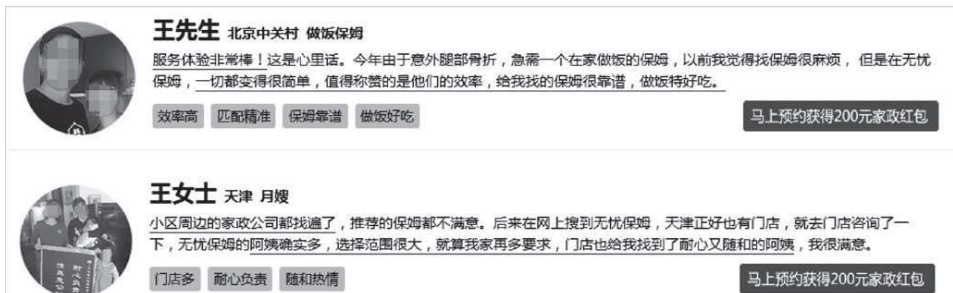 王先生 北京中关村 做饭保姆
服务体验非常棒！这是心里话。今年由于意外腿部骨折，急需一个在家做饭的保姆，以前我觉得找保姆很麻烦，但是在无忧
保姆，一切都变得很简单，值得称赞的是他们的效率，给我找的保姆很靠谱，做饭特好吃。
效率高 匹配精准 保姆靠谱 做饭好吃 马上预约获得200元家政红包
王女士 天津 月嫂
小区周边的家政公司都找遍了，推荐的保姆都不满意。后来在网上搜到无忧保姆，天津正好也有门店，就去门店咨询了一
下，无忧保姆的阿姨确实多，选择范围很大，就算我家再多要求，门店也给我找到了耐心又随和的阿姨，我很满意。
门店多 耐心负责 随和热情 马上预约获得200元家政红包